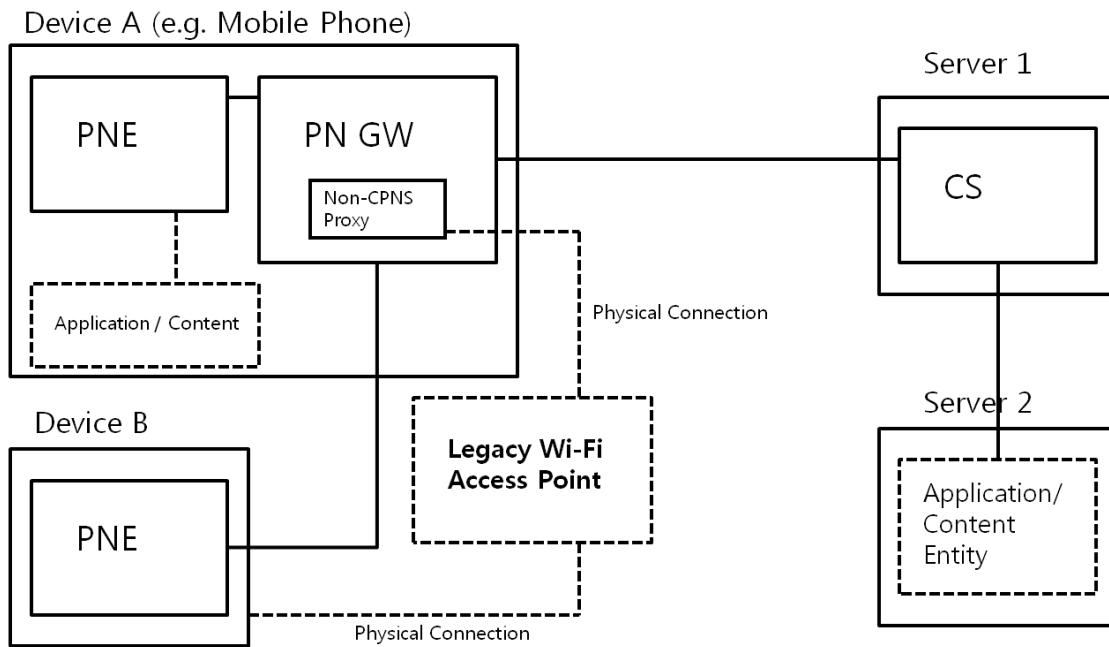 Device A (e.g. Mobile Phone)
PNE
PN GW
Non-CPNS
Proxy
Application / Content
Server 1
CS
Physical Connection
Device B
PNE
Legacy Wi-Fi
Access Point
Physical Connection
Server 2
Application/
Content
Entity